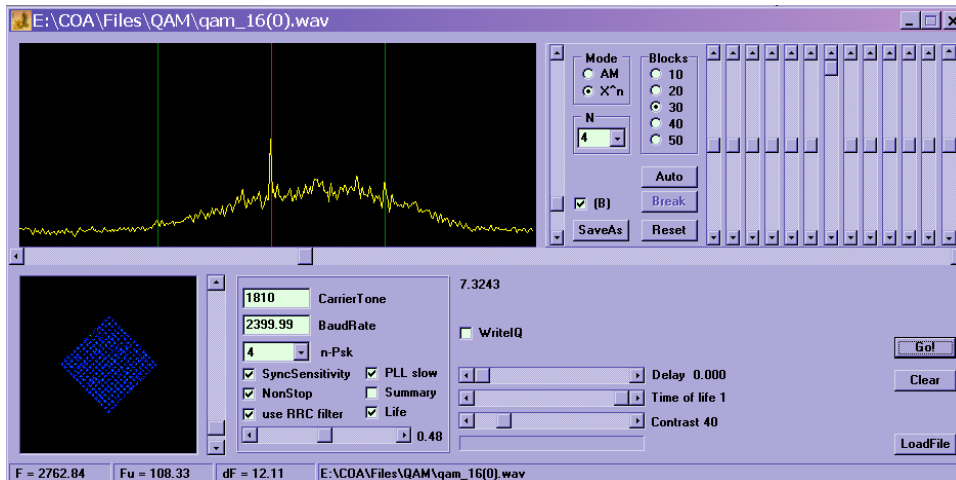 E:\COA\Files\QAM\qam_16(0).wav
Mode
AM
X^n
N
4
Blocks
10
20
30
40
50
Auto
(B)
Break
SaveAs
Reset
1810 CarrierTone
2399.99 BaudRate
4 n-Psk
SyncSensitivity
PLL slow
NonStop
Summary
use RRC filter
Life
0.48
7.3243
WriteIQ
Delay 0.000
Time of life 1
Contrast 40
Go!
Clear
LoadFile
F = 2762.84 Fu = 108.33 dF = 12.11 E:\COA\Files\QAM\qam_16(0).wav